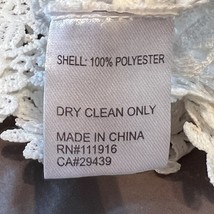 SHELL: 100% POLYESTER
DRY CLEAN ONLY
MADE IN CHINA
RN#111916
CA#29439